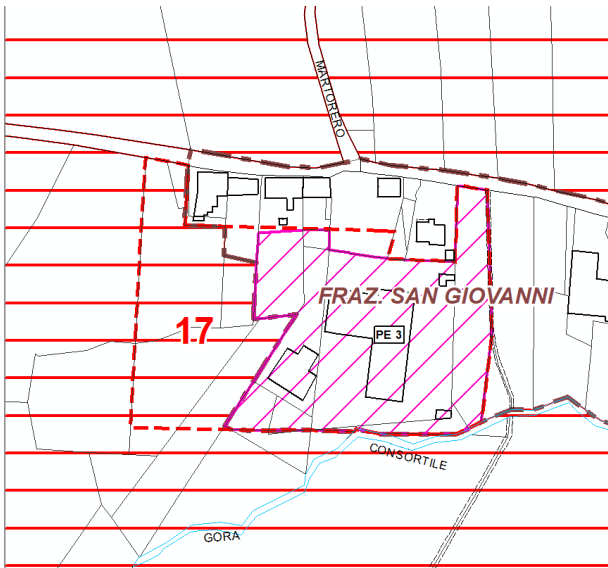 MARTORERO
FRAZ. SAN GIOVANNI
17
PE 3
CONSORTILE
GORA